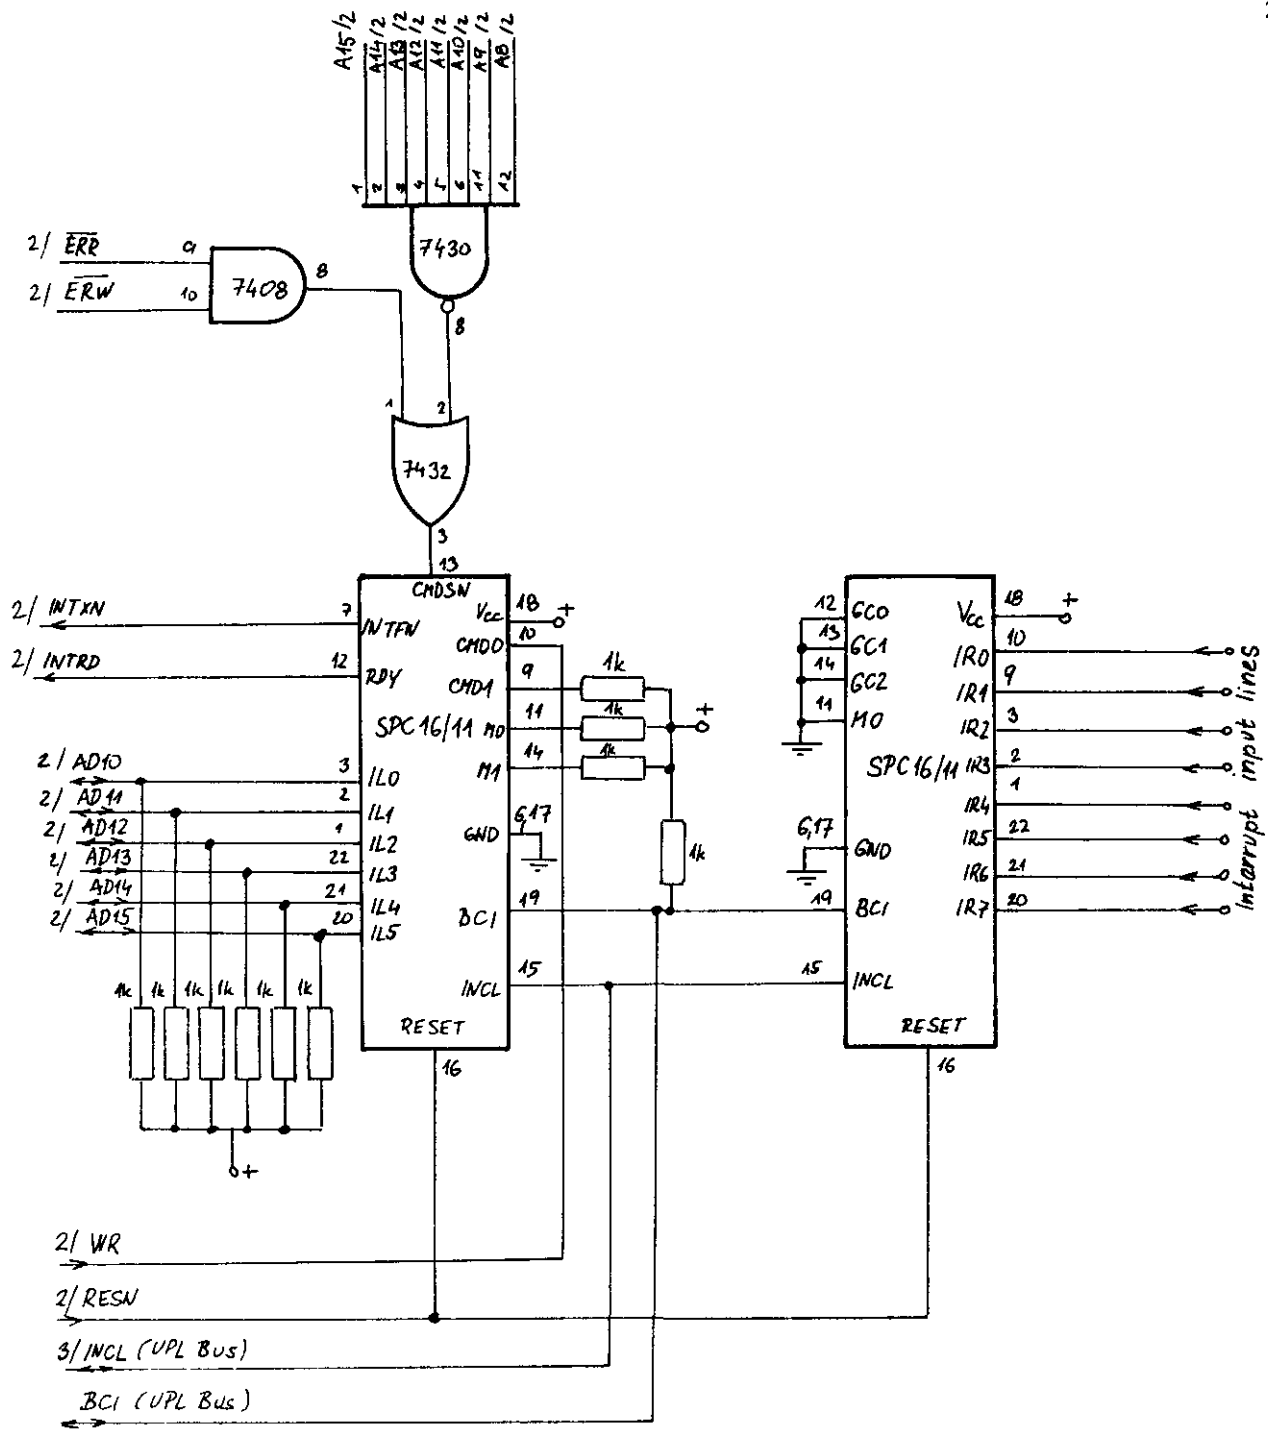 A15/2
A14/2
A13/2
A12/2
A11/2
A10/2
A9/2
A8/2
1 2 3 4 5 6 11 12
7430
8
2/ ERR 9
2/ ERW 10
7408
8
1 2
7432
3
13
CMDSN
2/ INTXN 7 INTFN
2/ INTRD 12 RDY
SPC16/11
2/ AD10 3 IL0
2/ AD11 2 IL1
2/ AD12 1 IL2
2/ AD13 22 IL3
2/ AD14 21 IL4
2/ AD15 20 IL5
1k 1k 1k 1k 1k 1k
+
Vcc 18 +
CMD0 10
CMD1 9 1k
M0 11 1k +
M1 14 1k
GND 6,17
1k
BCI 19
INCL 15
RESET
16
12 GC0
13 GC1
14 GC2
11 M0
SPC16/11
6,17 GND
19 BCI
15 INCL
RESET
16
Vcc 18 +
IR0 10
IR1 9
IR2 3
IR3 2
IR4 1
IR5 22
IR6 21
IR7 20
Intarrupt input lines
2/ WR
2/ RESN
3/ INCL (UPL Bus)
BCI (UPL Bus)